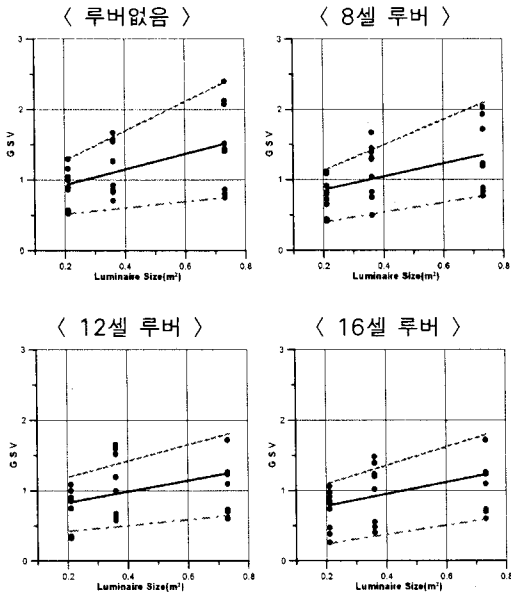 〈 루버없음 〉
3
2
1
0
GSV
0.2 0.4 0.6 0.8
Luminaire Size(m²)
〈 8셀 루버 〉
3
2
1
0
GSV
0.2 0.4 0.6 0.8
Luminaire Size(m²)
〈 12셀 루버 〉
3
2
1
0
GSV
0.2 0.4 0.6 0.8
Luminaire Size(m²)
〈 16셀 루버 〉
3
2
1
0
GSV
0.2 0.4 0.6 0.8
Luminaire Size(m²)